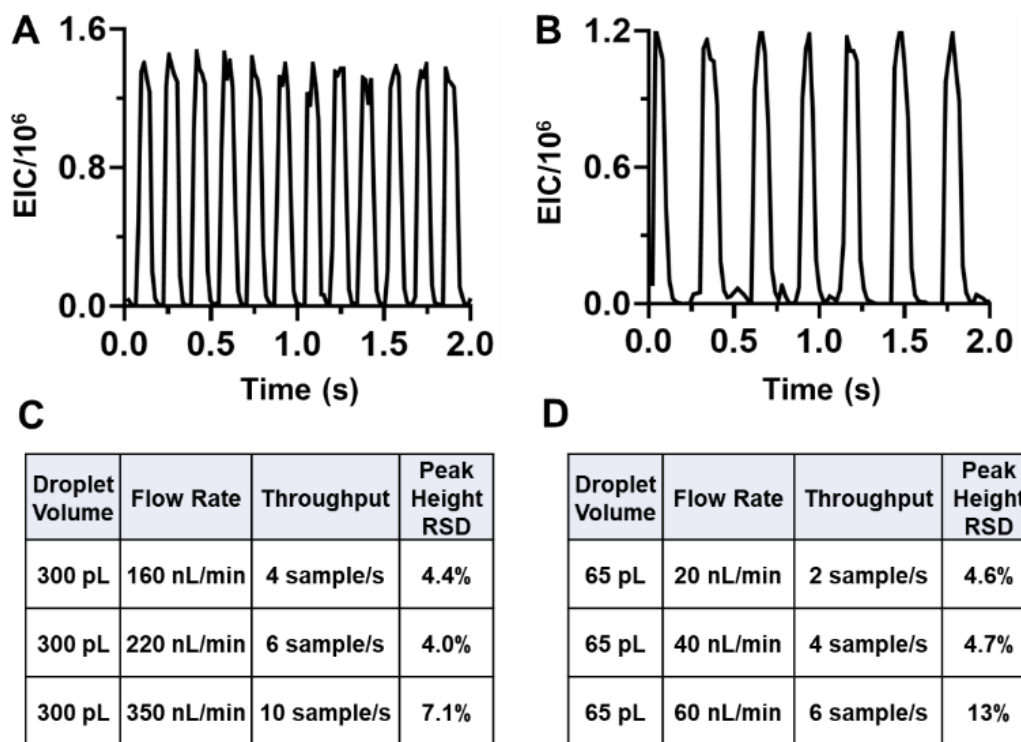 A
B
1.6
0.8
0.0
EIC/10⁶
0.0 0.5 1.0 1.5 2.0
Time (s)
1.2
0.6
0.0
EIC/10⁶
0.0 0.5 1.0 1.5 2.0
Time (s)
C
Droplet Volume Flow Rate Throughput Peak Height RSD
300 pL 160 nL/min 4 sample/s 4.4%
300 pL 220 nL/min 6 sample/s 4.0%
300 pL 350 nL/min 10 sample/s 7.1%
D
Droplet Volume Flow Rate Throughput Peak Height RSD
65 pL 20 nL/min 2 sample/s 4.6%
65 pL 40 nL/min 4 sample/s 4.7%
65 pL 60 nL/min 6 sample/s 13%